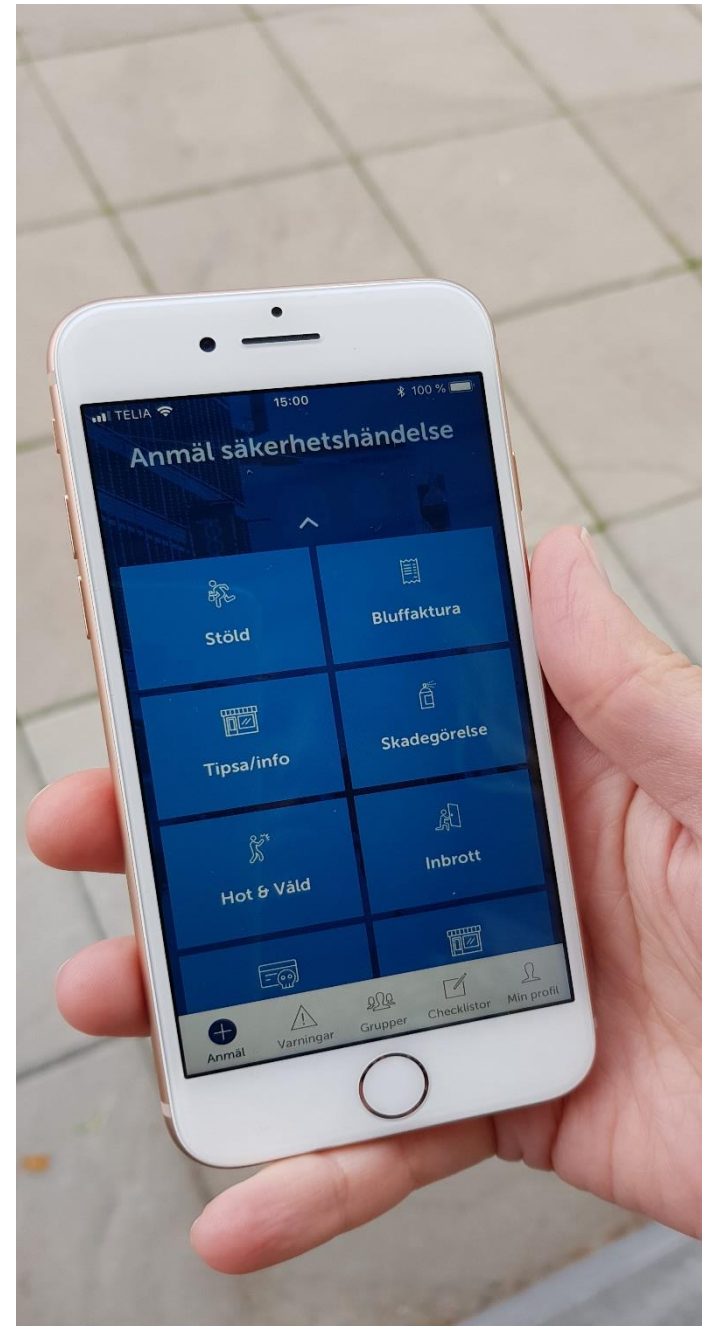 TELIA 15:00 100 %
Anmäl säkerhetshändelse
Stöld Bluffaktura
Tipsa/info Skadegörelse
Hot & Våld Inbrott
Anmäl Varningar Grupper Checklistor Min profil